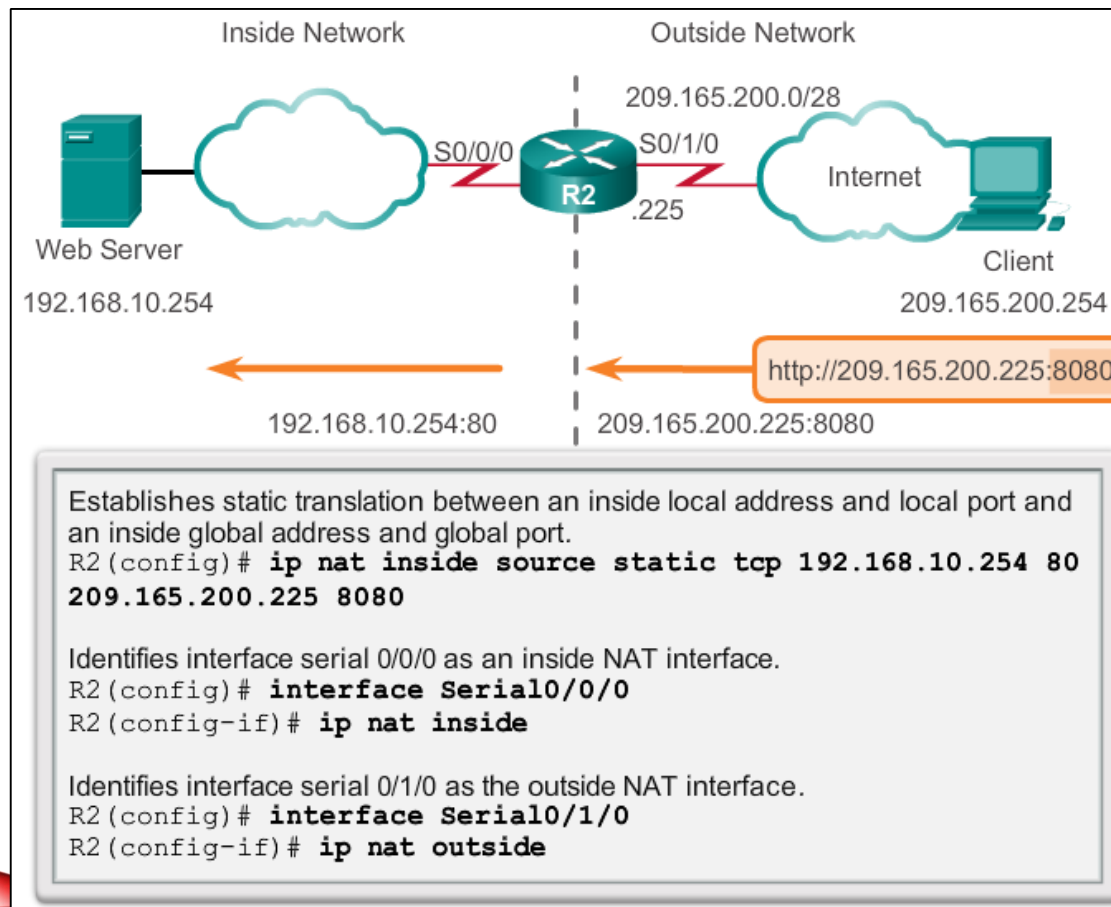 Inside Network
Outside Network
209.165.200.0/28
S0/0/0
S0/1/0
Internet
R2
.225
Web Server
Client
192.168.10.254
209.165.200.254
http://209.165.200.225:8080
192.168.10.254:80
209.165.200.225:8080
Establishes static translation between an inside local address and local port and
an inside global address and global port.
R2(config)# ip nat inside source static tcp 192.168.10.254 80
209.165.200.225 8080
Identifies interface serial 0/0/0 as an inside NAT interface.
R2(config)# interface Serial0/0/0
R2(config-if)# ip nat inside
Identifies interface serial 0/1/0 as the outside NAT interface.
R2(config)# interface Serial0/1/0
R2(config-if)# ip nat outside